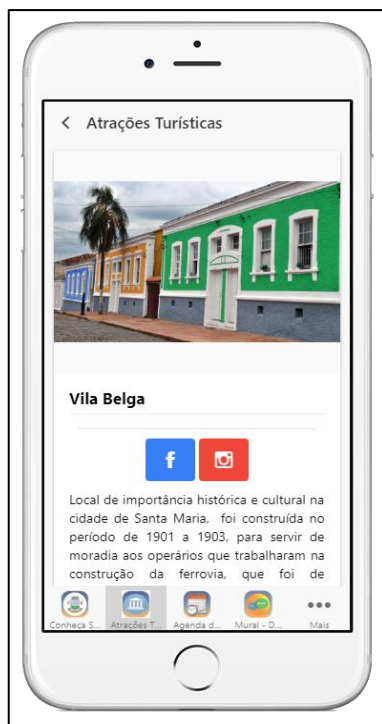 Atrações Turísticas
Vila Belga
f
Local de importância histórica e cultural na
cidade de Santa Maria, foi construída no
período de 1901 a 1903, para servir de
moradia aos operários que trabalharam na
construção da ferrovia, que foi de
Conheça S... Atrações T... Agenda d... Mural - D... Mais